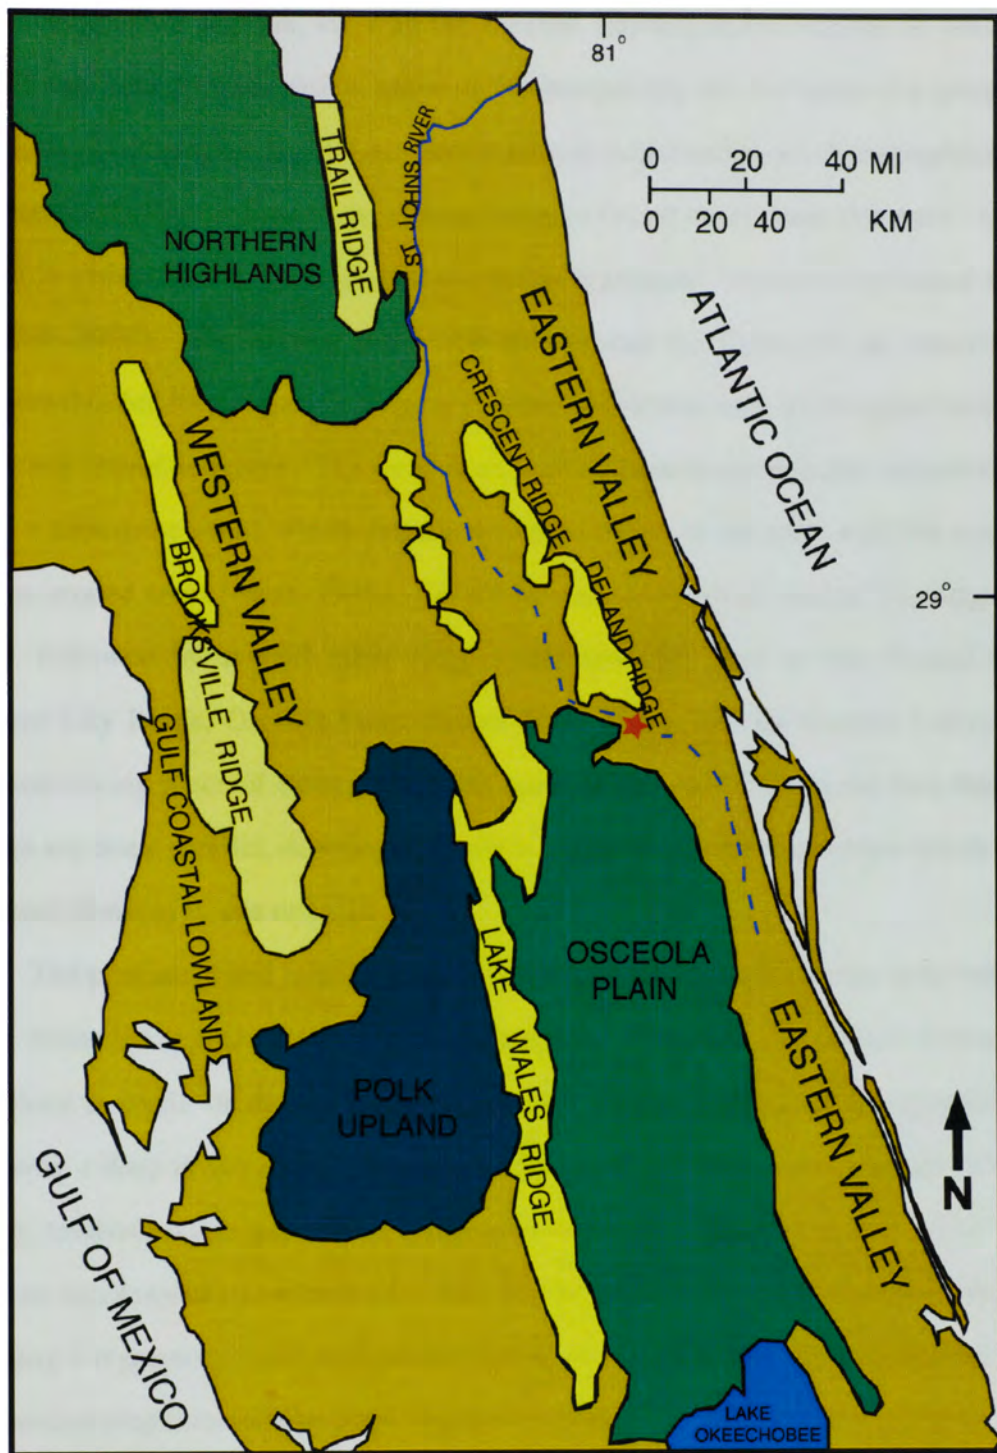 81°
ST. JOHNS RIVER
TRAIL RIDGE
0 20 40 MI
0 20 40 KM
NORTHERN
HIGHLANDS
EASTERN VALLEY
ATLANTIC OCEAN
CRESCENT RIDGE
WESTERN VALLEY
BROOKSVILLE RIDGE
DELAND RIDGE
29°
GULF COASTAL LOWLAND
OSCEOLA
PLAIN
LAKE WALES RIDGE
POLK
UPLAND
EASTERN VALLEY
N
GULF OF MEXICO
LAKE
OKEECHOBEE